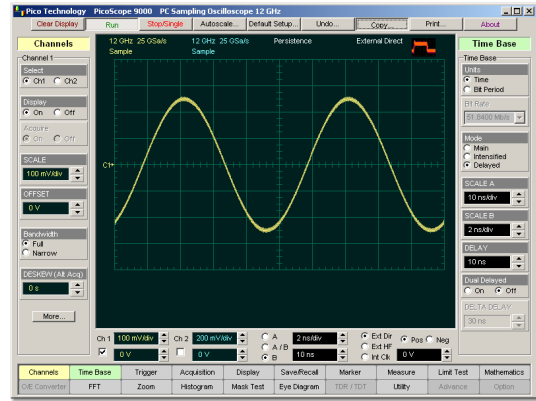 Pico Technology PicoScope 9000 PC Sampling Oscilloscope 12 GHz
Clear Display Run Stop/Single Autoscale... Default Setup... Undo... Copy... Print... About
Channels
Channel 1
Select
Ch1 Ch2
Display
On Off
Acquire
On Off
SCALE
100 mV/div
OFFSET
0 V
Bandwidth
Full
Narrow
DESKEW (Alt Acq)
0 s
More...
12 GHz 25 GSa/s 12 GHz 25 GSa/s Persistence External Direct
Sample Sample
C1
Time Base
Time Base
Units
Time
Bit Period
Bit Rate
51.8400 Mb/s
Mode
Main
Intensified
Delayed
SCALE A
10 ns/div
SCALE B
2 ns/div
DELAY
10 ns
Dual Delayed
On Off
DELTA DELAY
30 ns
Ch 1 100 mV/div Ch 2 200 mV/div A 2 ns/div Ext Dir Pos Neg
A / B Ext HF
0 V 0 V B 10 ns Int Clk 0 V
Channels Time Base Trigger Acquisition Display Save/Recall Marker Measure Limit Test Mathematics
O/E Converter FFT Zoom Histogram Mask Test Eye Diagram TDR / TDT Utility Advance Option